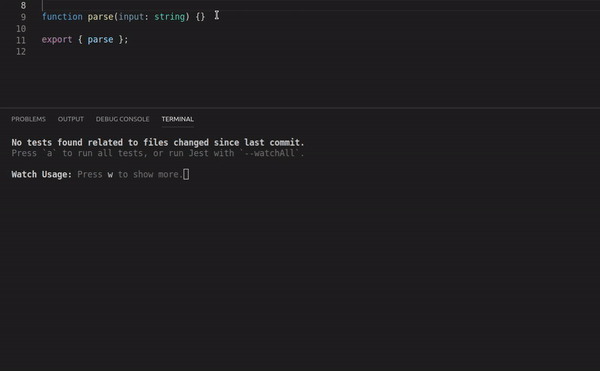 8
9 function parse(input: string) {}
10
11 export { parse };
12
PROBLEMS OUTPUT DEBUG CONSOLE TERMINAL
No tests found related to files changed since last commit.
Press `a` to run all tests, or run Jest with `--watchAll`.
Watch Usage: Press w to show more.